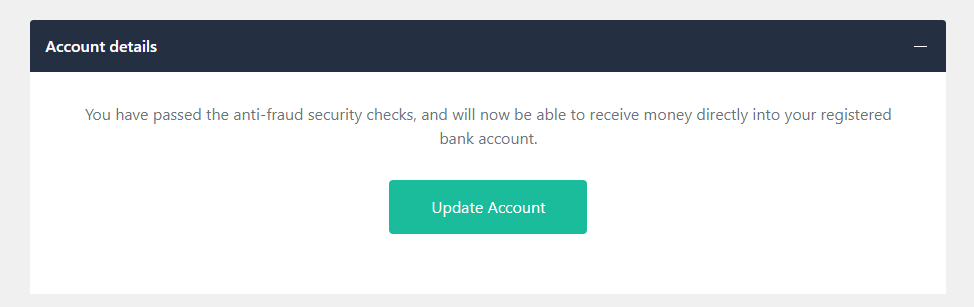 Account details
You have passed the anti-fraud security checks, and will now be able to receive money directly into your registered
bank account.
Update Account